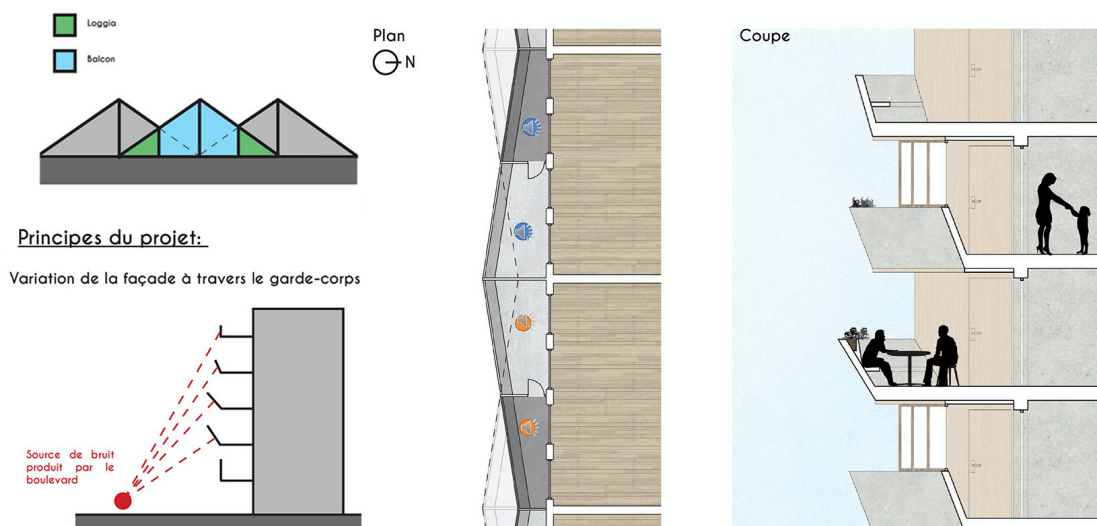 Loggia
Balcon
Plan
N
Coupe
Principes du projet:
Variation de la façade à travers le garde-corps
Source de bruit
produit par le
boulevard